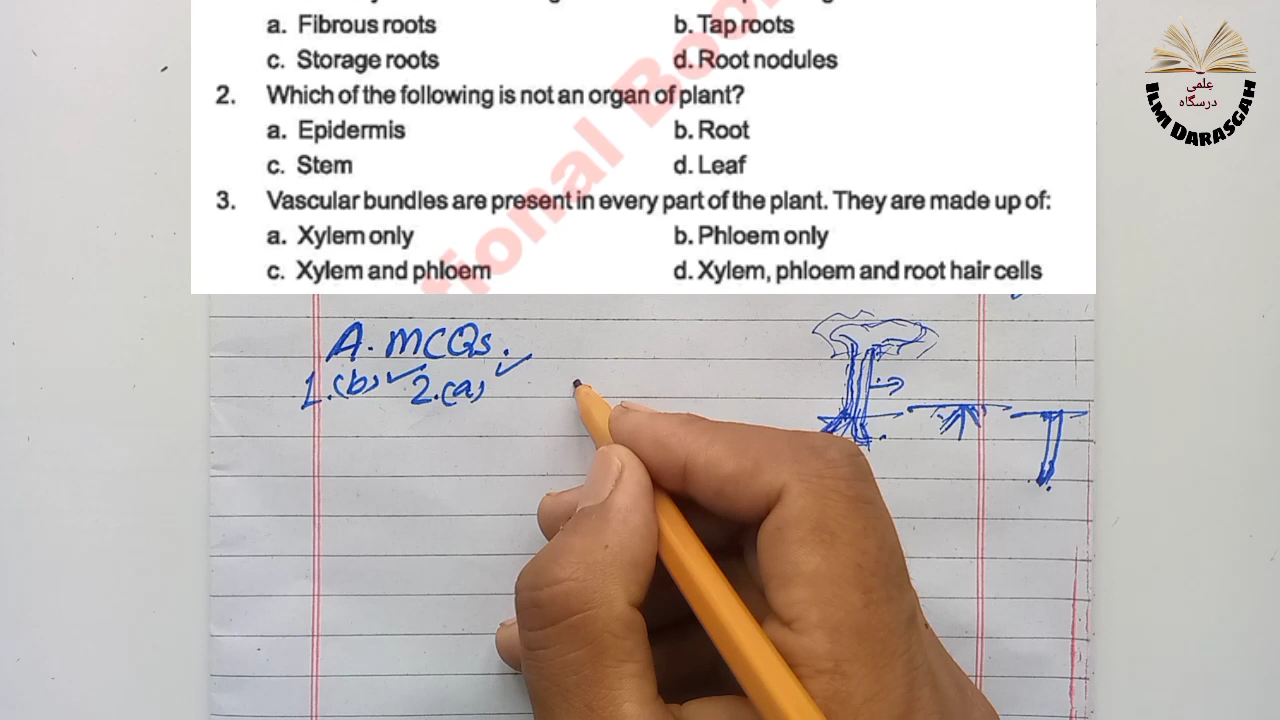 a. Fibrous roots b. Tap roots
c. Storage roots d. Root nodules
2. Which of the following is not an organ of plant?
a. Epidermis b. Root
c. Stem d. Leaf
3. Vascular bundles are present in every part of the plant. They are made up of:
a. Xylem only b. Phloem only
c. Xylem and phloem d. Xylem, phloem and root hair cells
A. MCQs.
1.(b) ✓ 2.(a) ✓
علمی
درسگاہ
ILMI DARASGAH